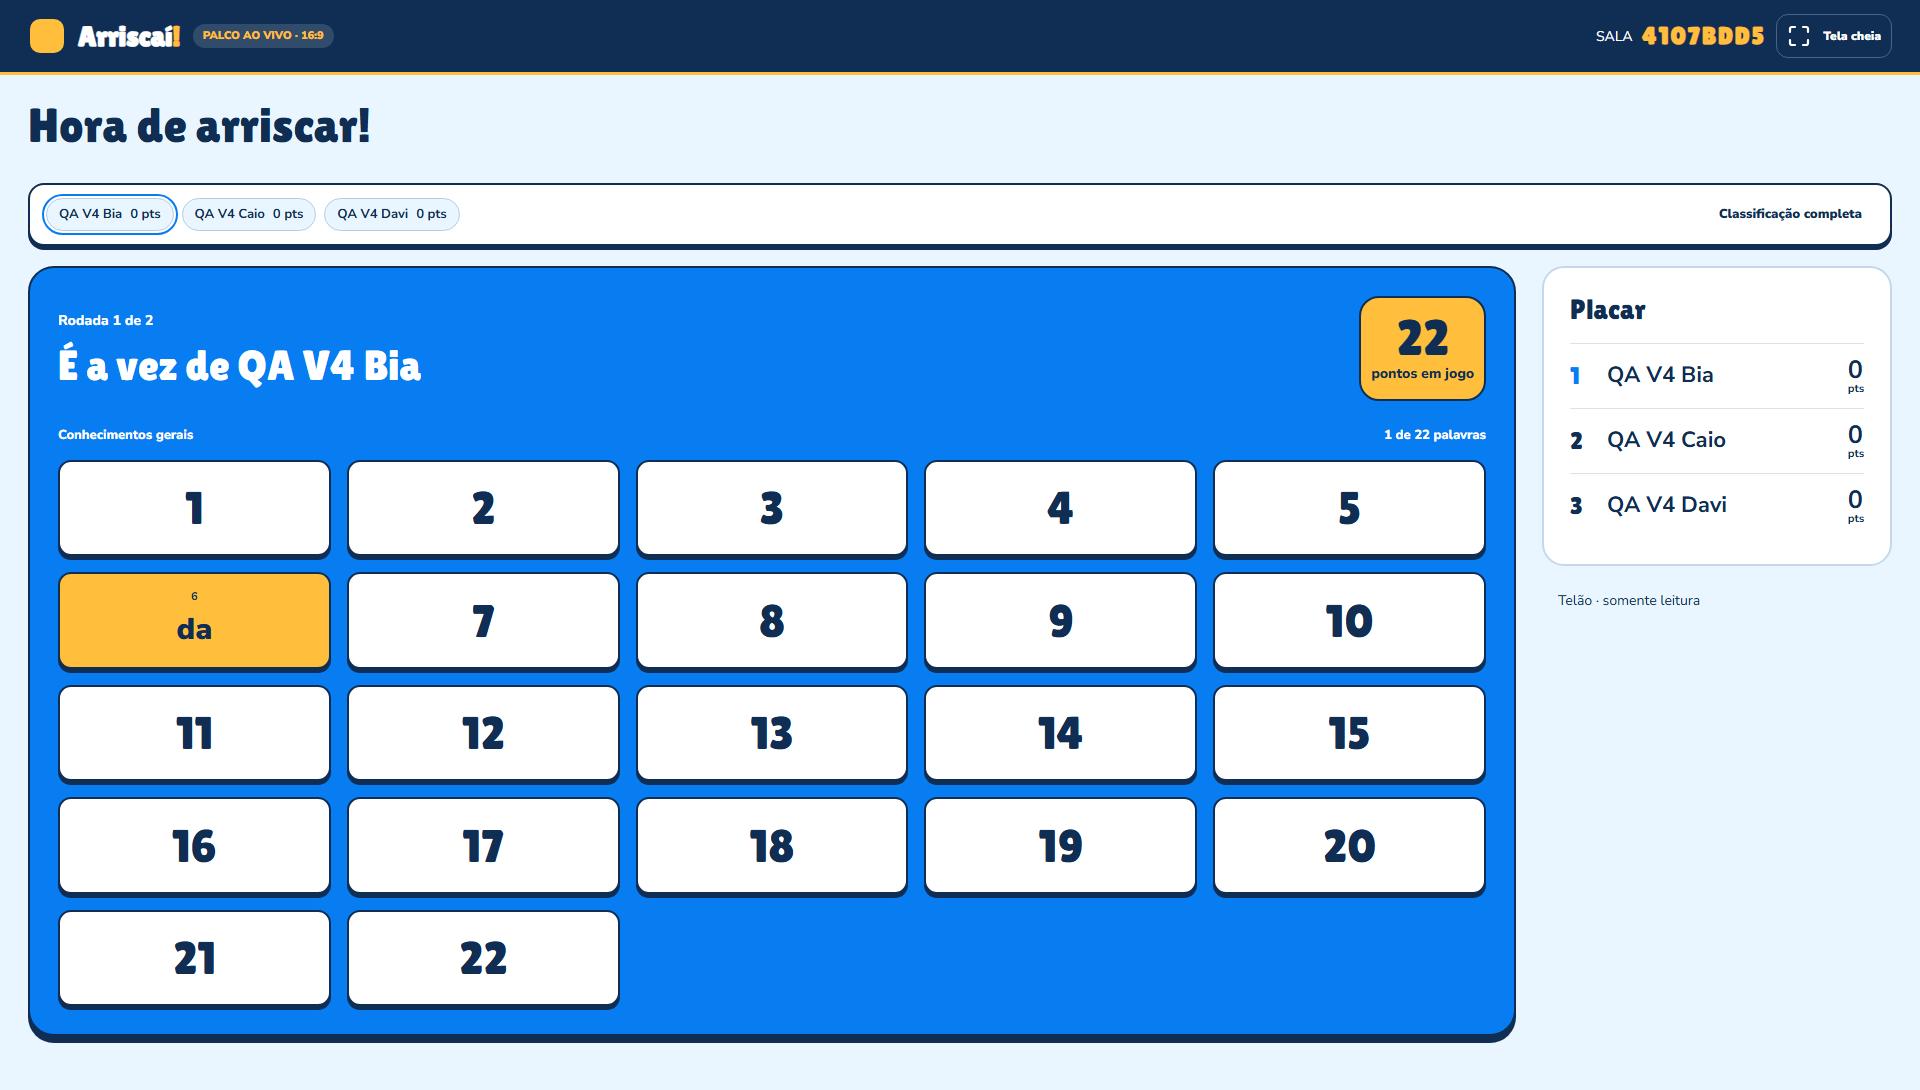 Arriscaí! PALCO AO VIVO · 16:9 SALA 4107BDD5 Tela cheia
Hora de arriscar!
QA V4 Bia 0 pts QA V4 Caio 0 pts QA V4 Davi 0 pts Classificação completa
Rodada 1 de 2
É a vez de QA V4 Bia
22
pontos em jogo
Conhecimentos gerais 1 de 22 palavras
1 2 3 4 5
6
da
7 8 9 10
11 12 13 14 15
16 17 18 19 20
21 22
Placar
1 QA V4 Bia 0 pts
2 QA V4 Caio 0 pts
3 QA V4 Davi 0 pts
Telão · somente leitura